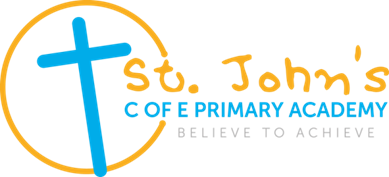 St. John's
C OF E PRIMARY ACADEMY
BELIEVE TO ACHIEVE